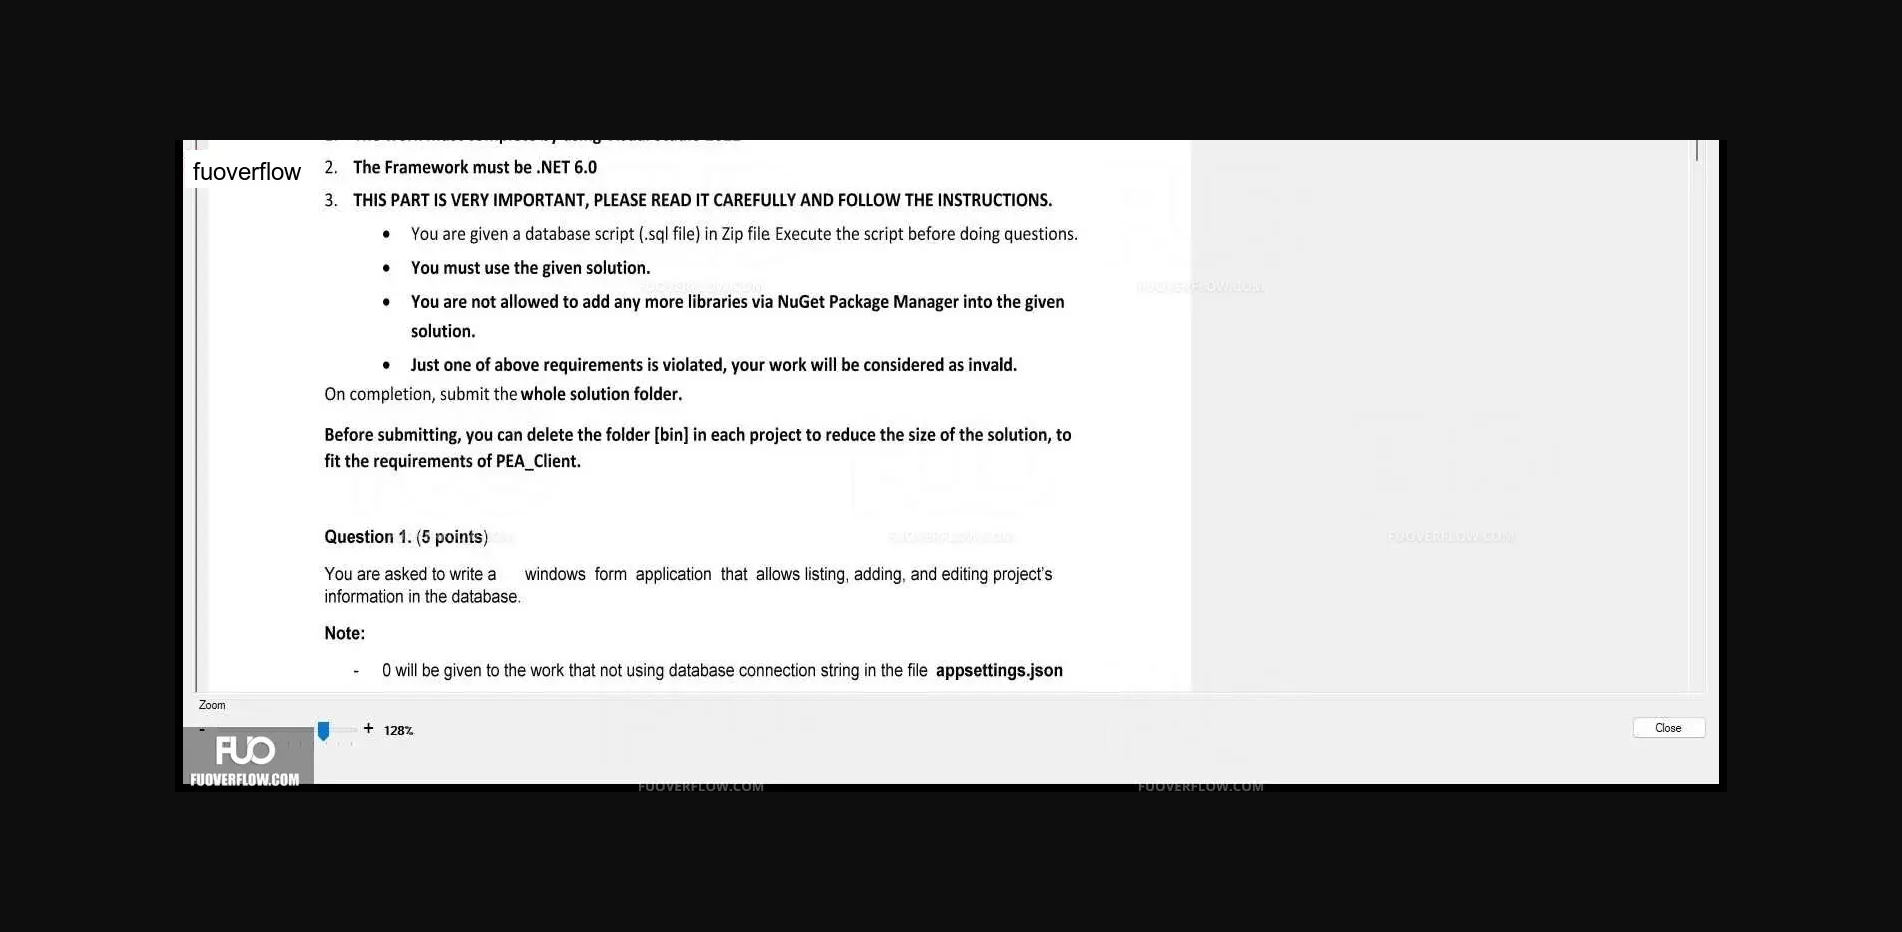 fuoverflow
2. The Framework must be .NET 6.0
3. THIS PART IS VERY IMPORTANT, PLEASE READ IT CAREFULLY AND FOLLOW THE INSTRUCTIONS.
• You are given a database script (.sql file) in Zip file. Execute the script before doing questions.
• You must use the given solution.
FUOVERFLOW.COM FUOVERFLOW.COM
• You are not allowed to add any more libraries via NuGet Package Manager into the given
solution.
• Just one of above requirements is violated, your work will be considered as invald.
On completion, submit the whole solution folder.
Before submitting, you can delete the folder [bin] in each project to reduce the size of the solution, to
fit the requirements of PEA_Client.
Question 1. (5 points)
FUOVERFLOW.COM FUOVERFLOW.COM
You are asked to write a windows form application that allows listing, adding, and editing project's
information in the database.
Note:
- 0 will be given to the work that not using database connection string in the file appsettings.json
Zoom
- + 128%
Close
FUO
FUOVERFLOW.COM
FUOVERFLOW.COM FUOVERFLOW.COM